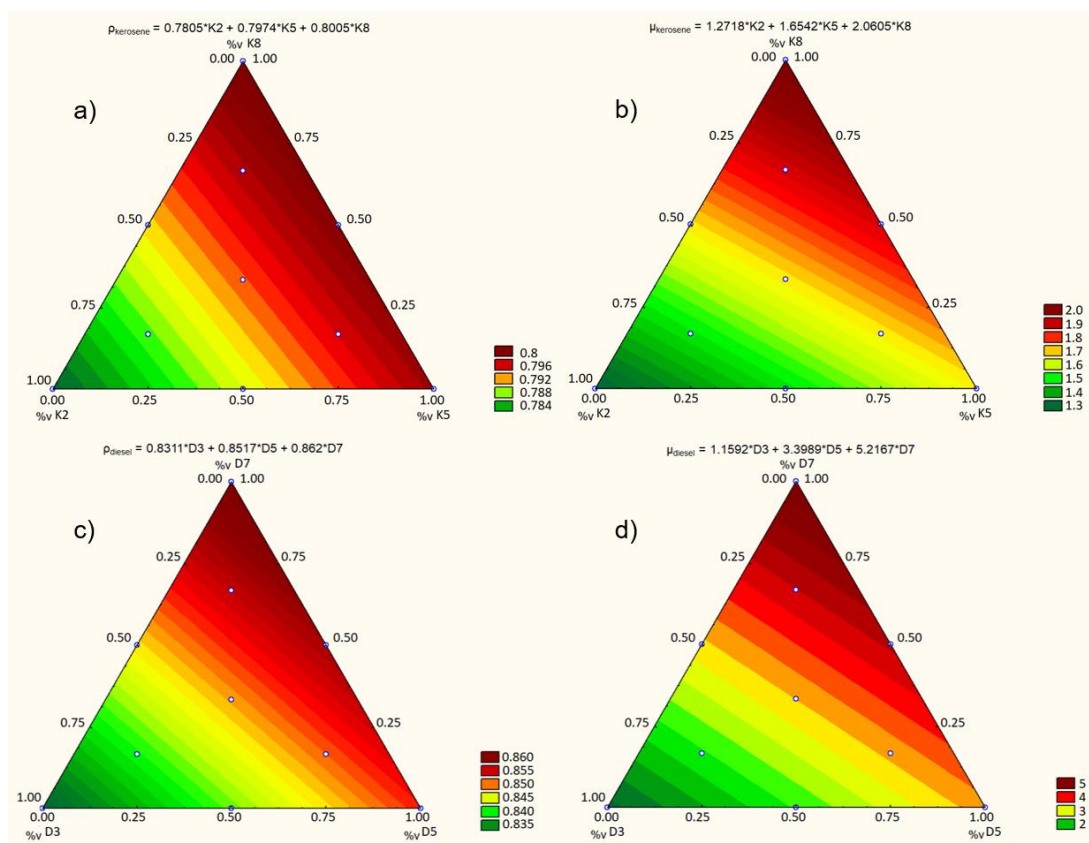 ρkerosene = 0.7805*K2 + 0.7974*K5 + 0.8005*K8
%v K8
0.00 1.00
a)
0.25 0.75
0.50 0.50
0.75 0.25
1.00
0.00 0.25 0.50 0.75 1.00
%v K2 %v K5
0.8
0.796
0.792
0.788
0.784
μkerosene = 1.2718*K2 + 1.6542*K5 + 2.0605*K8
%v K8
0.00 1.00
b)
0.25 0.75
0.50 0.50
0.75 0.25
1.00
0.00 0.25 0.50 0.75 1.00
%v K2 %v K5
2.0
1.9
1.8
1.7
1.6
1.5
1.4
1.3
ρdiesel = 0.8311*D3 + 0.8517*D5 + 0.862*D7
%v D7
0.00 1.00
c)
0.25 0.75
0.50 0.50
0.75 0.25
1.00
0.00 0.25 0.50 0.75 1.00
%v D3 %v D5
0.860
0.855
0.850
0.845
0.840
0.835
μdiesel = 1.1592*D3 + 3.3989*D5 + 5.2167*D7
%v D7
0.00 1.00
d)
0.25 0.75
0.50 0.50
0.75 0.25
1.00 1.00
0.00 0.25 0.50 0.75
%v D3 %v D5
5
4
3
2